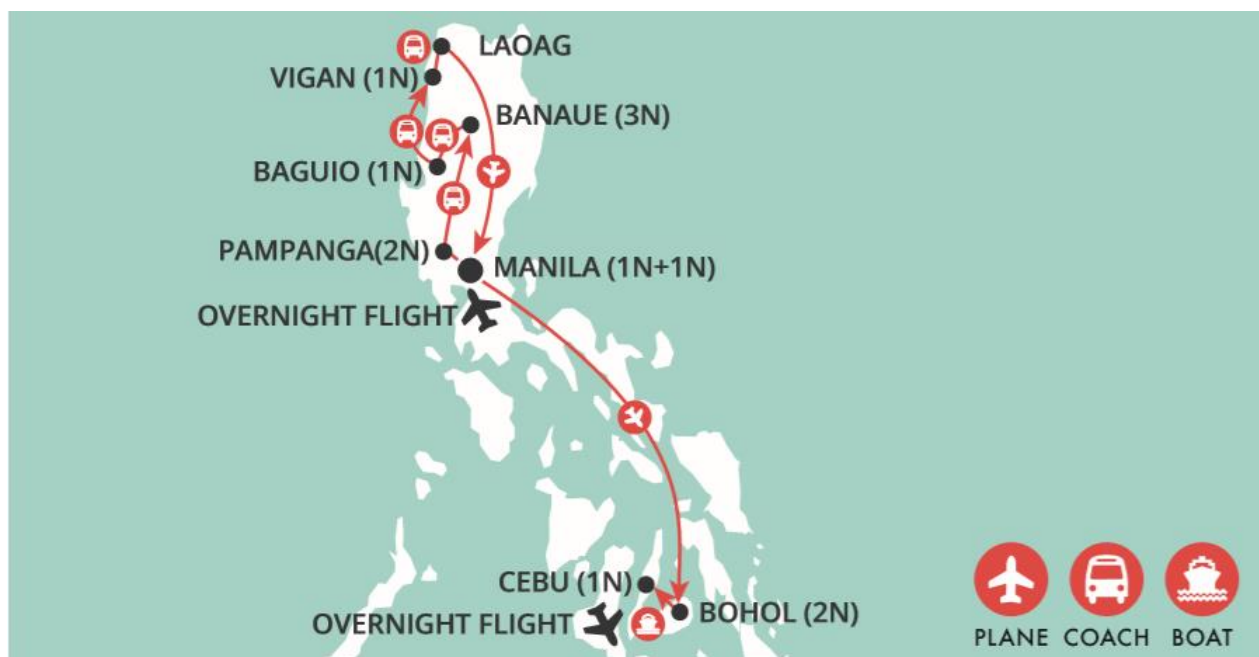 LAOAG
VIGAN (1N)
BANAUE (3N)
BAGUIO (1N)
PAMPANGA(2N)
MANILA (1N+1N)
OVERNIGHT FLIGHT
CEBU (1N)
BOHOL (2N)
OVERNIGHT FLIGHT
PLANE COACH BOAT